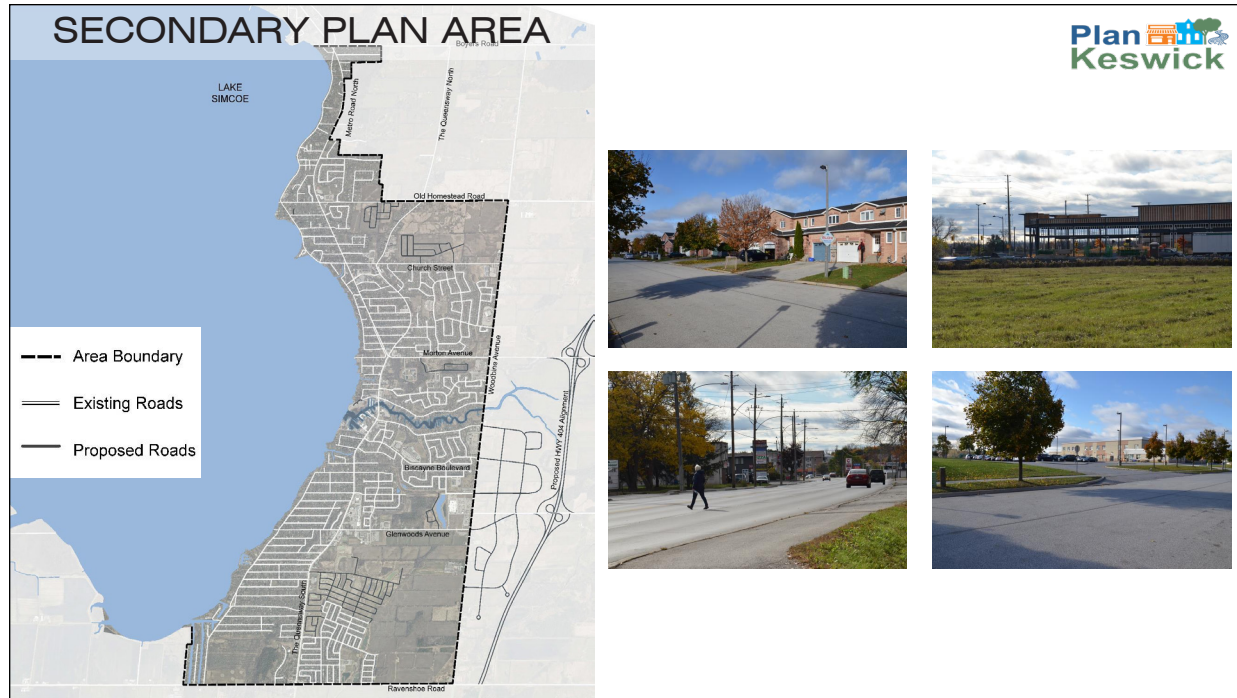 SECONDARY PLAN AREA
Plan
Keswick
Boyers Road
LAKE
SIMCOE
Metro Road North
The Queensway North
Old Homestead Road
Church Street
Area Boundary
Existing Roads
Proposed Roads
Morton Avenue
Woodbine Avenue
Proposed HWY 404 Alignment
Biscayne Boulevard
Glenwoods Avenue
The Queensway South
Ravenshoe Road